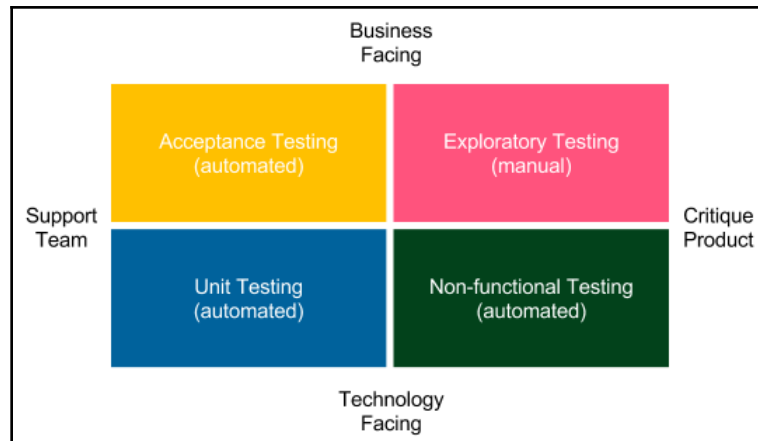 Business
Facing
Acceptance Testing
(automated)
Exploratory Testing
(manual)
Support
Team
Critique
Product
Unit Testing
(automated)
Non-functional Testing
(automated)
Technology
Facing